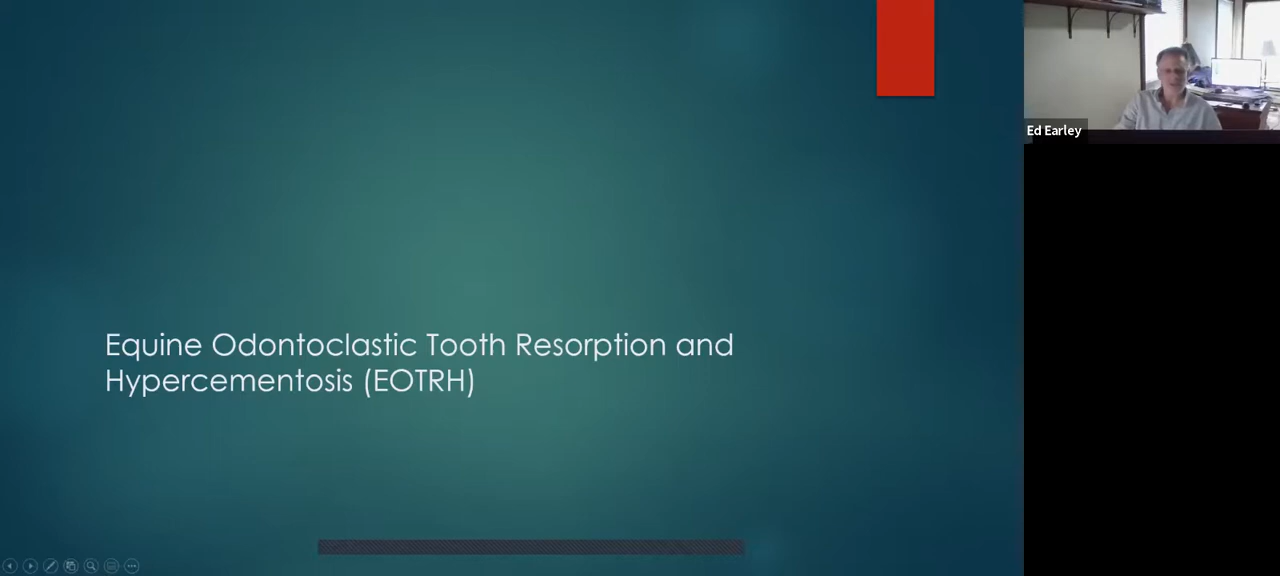 Equine Odontoclastic Tooth Resorption and
Hypercementosis (EOTRH)
Ed Earley